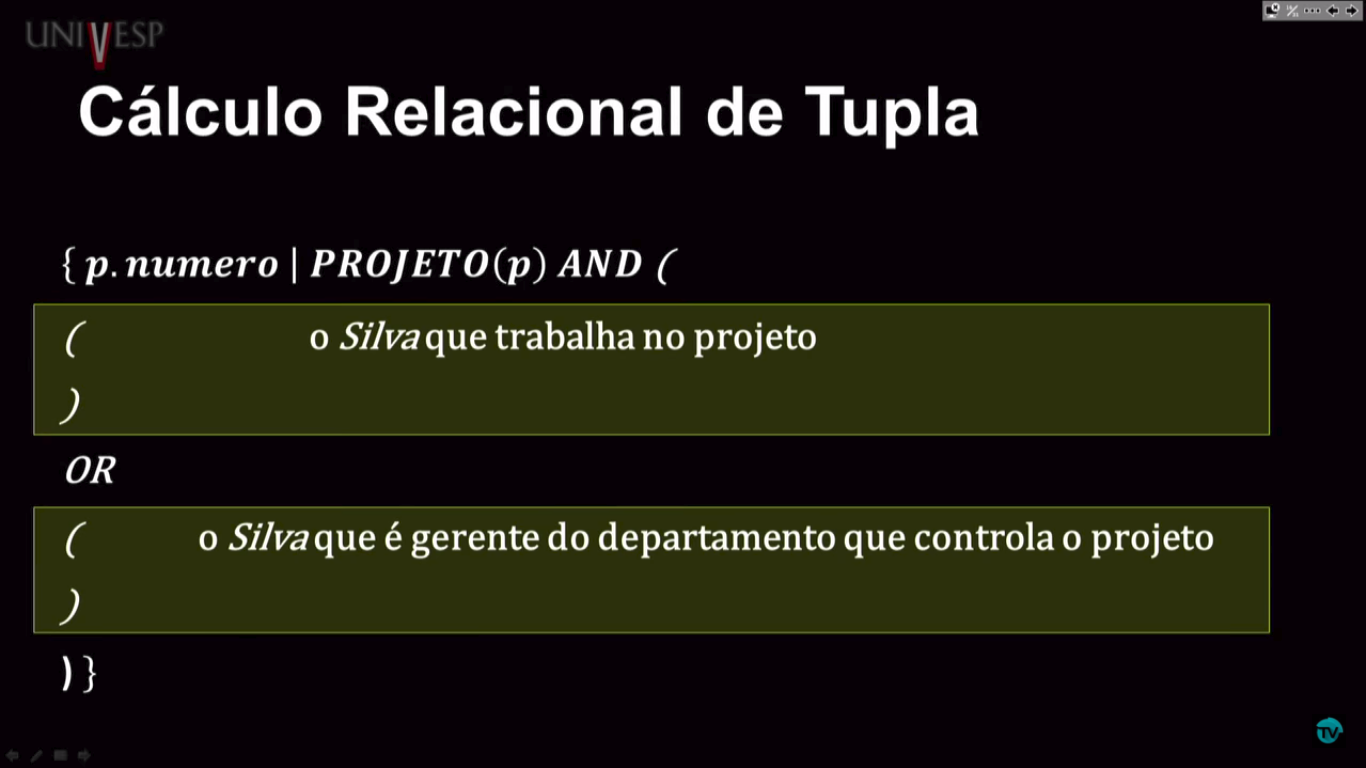 UNIVESP
Cálculo Relacional de Tupla
{ p.numero | PROJETO(p) AND (
( o Silva que trabalha no projeto
)
OR
( o Silva que é gerente do departamento que controla o projeto
)
) }
TV